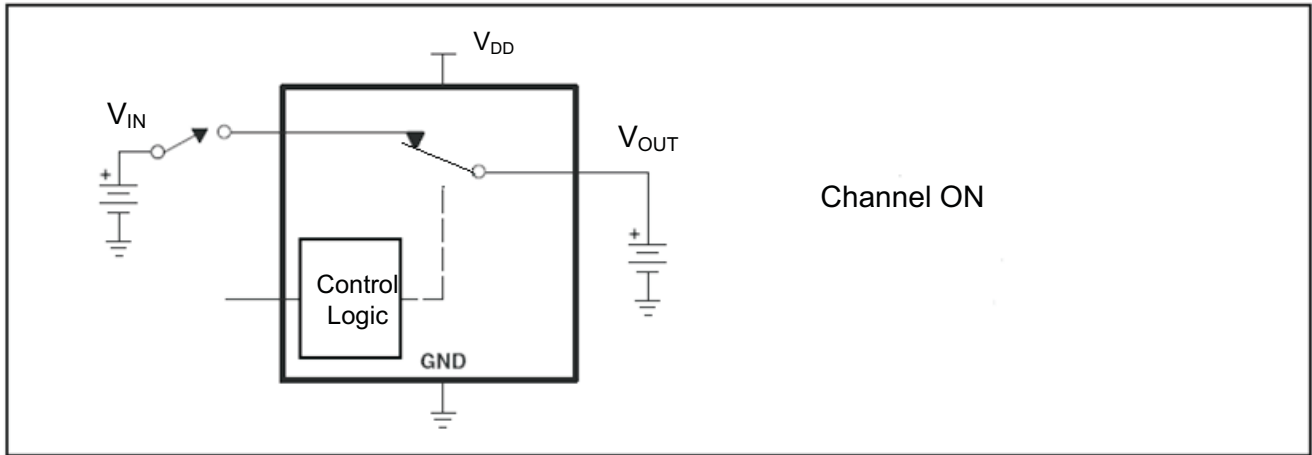 V_DD
V_IN
V_OUT
+
+
Channel ON
Control
Logic
GND